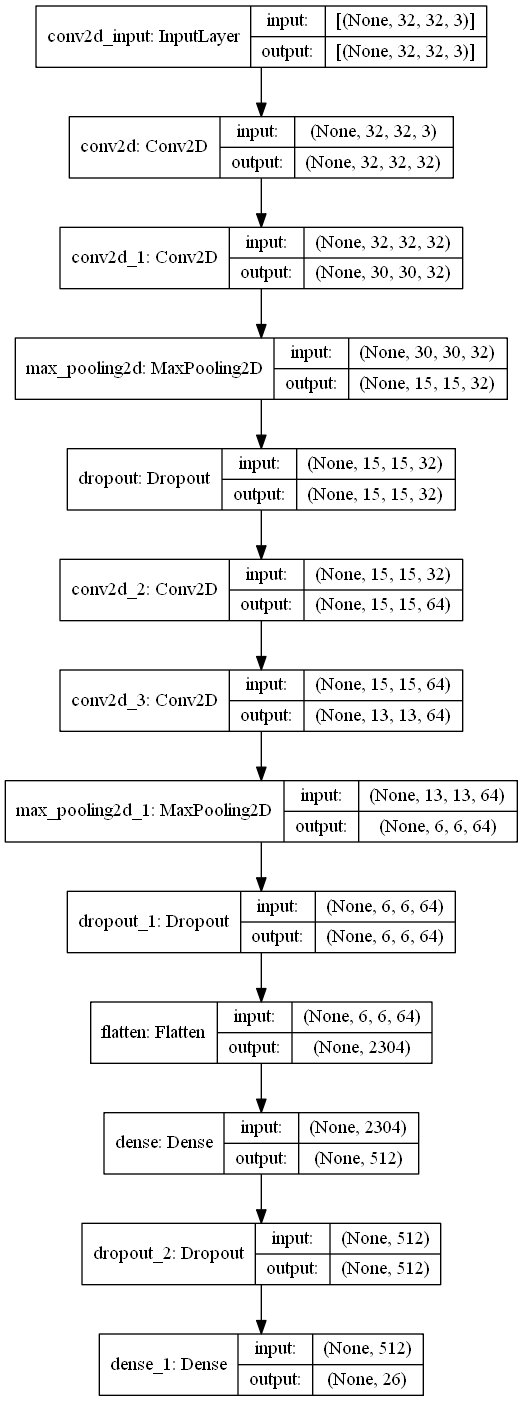 conv2d_input: InputLayer
input: [(None, 32, 32, 3)]
output: [(None, 32, 32, 3)]
conv2d: Conv2D
input: (None, 32, 32, 3)
output: (None, 32, 32, 32)
conv2d_1: Conv2D
input: (None, 32, 32, 32)
output: (None, 30, 30, 32)
max_pooling2d: MaxPooling2D
input: (None, 30, 30, 32)
output: (None, 15, 15, 32)
dropout: Dropout
input: (None, 15, 15, 32)
output: (None, 15, 15, 32)
conv2d_2: Conv2D
input: (None, 15, 15, 32)
output: (None, 15, 15, 64)
conv2d_3: Conv2D
input: (None, 15, 15, 64)
output: (None, 13, 13, 64)
max_pooling2d_1: MaxPooling2D
input: (None, 13, 13, 64)
output: (None, 6, 6, 64)
dropout_1: Dropout
input: (None, 6, 6, 64)
output: (None, 6, 6, 64)
flatten: Flatten
input: (None, 6, 6, 64)
output: (None, 2304)
dense: Dense
input: (None, 2304)
output: (None, 512)
dropout_2: Dropout
input: (None, 512)
output: (None, 512)
dense_1: Dense
input: (None, 512)
output: (None, 26)